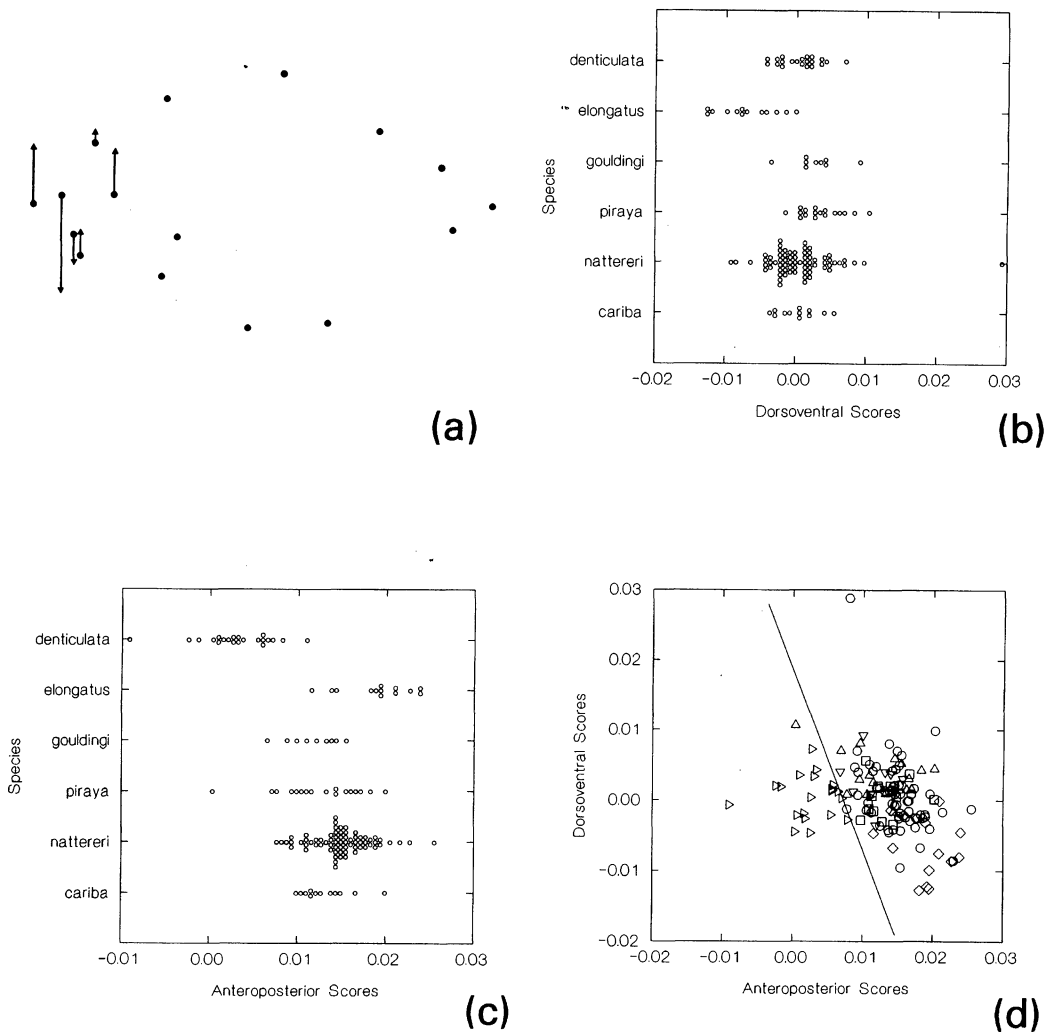 (a)
Species
denticulata
elongatus
gouldingi
piraya
nattereri
cariba
-0.02 -0.01 0.00 0.01 0.02 0.03
Dorsoventral Scores
(b)
Species
denticulata
elongatus
gouldingi
piraya
nattereri
cariba
-0.01 0.00 0.01 0.02 0.03
Anteroposterior Scores
(c)
Dorsoventral Scores
0.03
0.02
0.01
0.00
-0.01
-0.02
-0.02 -0.01 0.00 0.01 0.02 0.03
Anteroposterior Scores
(d)